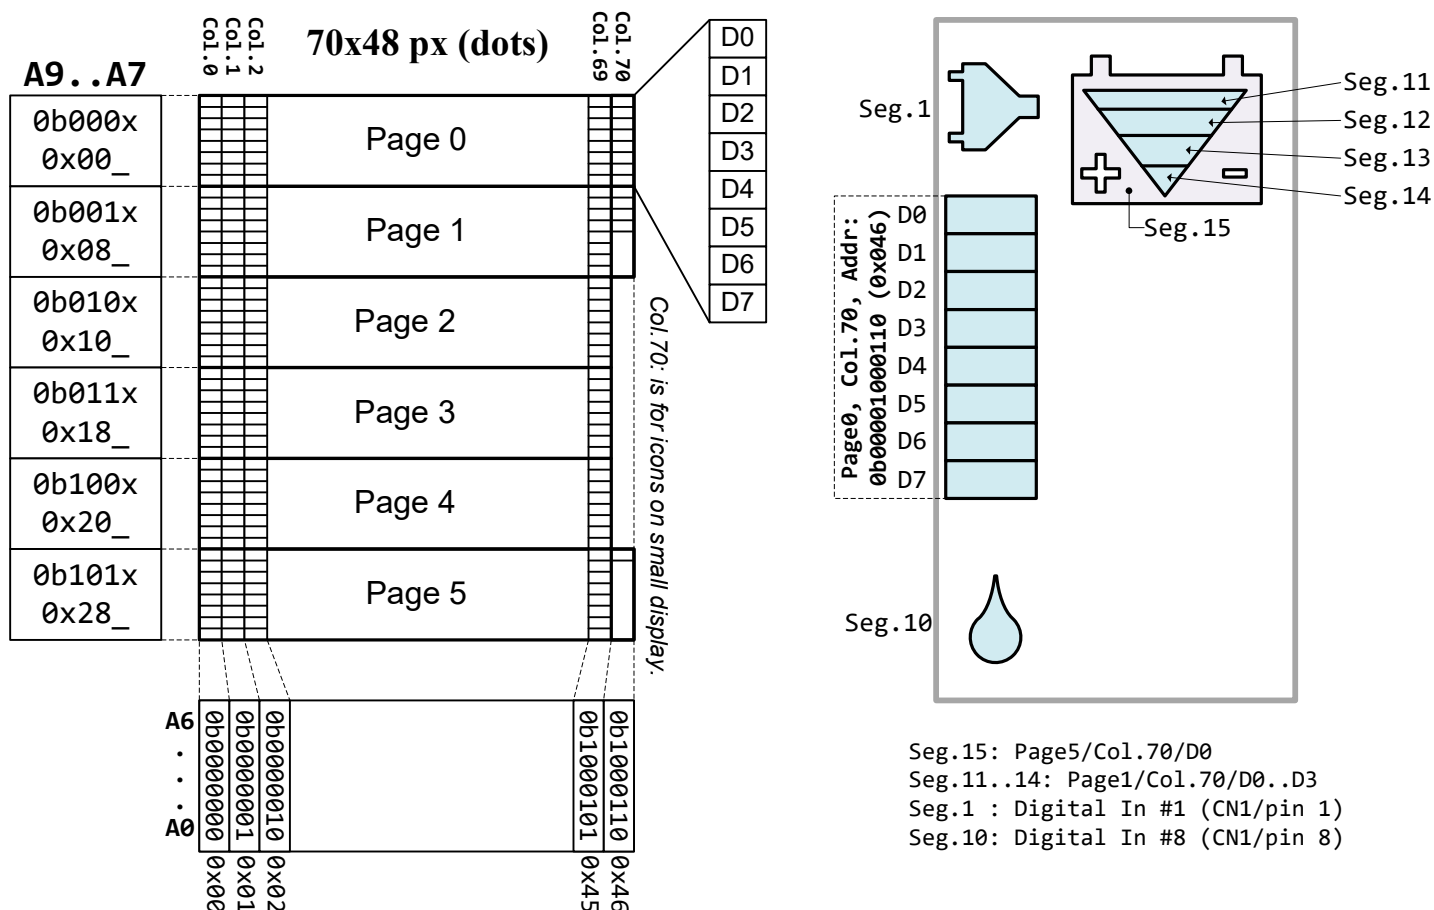 70x48 px (dots)
Col.0
Col.1
Col.2
Col.69
Col.70
A9..A7
0b000x
0x00_
0b001x
0x08_
0b010x
0x10_
0b011x
0x18_
0b100x
0x20_
0b101x
0x28_
Page 0
Page 1
Page 2
Page 3
Page 4
Page 5
D0
D1
D2
D3
D4
D5
D6
D7
Col.70: is for icons on small display.
A6
.
.
.
A0
0b0000000 0x00
0b0000001 0x01
0b0000010 0x02
0b1000101 0x45
0b1000110 0x46
Seg.1
Seg.11
Seg.12
Seg.13
Seg.14
Seg.15
Page0, Col.70, Addr:
0b00001000110 (0x046)
D0
D1
D2
D3
D4
D5
D6
D7
Seg.10
Seg.15: Page5/Col.70/D0
Seg.11..14: Page1/Col.70/D0..D3
Seg.1 : Digital In #1 (CN1/pin 1)
Seg.10: Digital In #8 (CN1/pin 8)